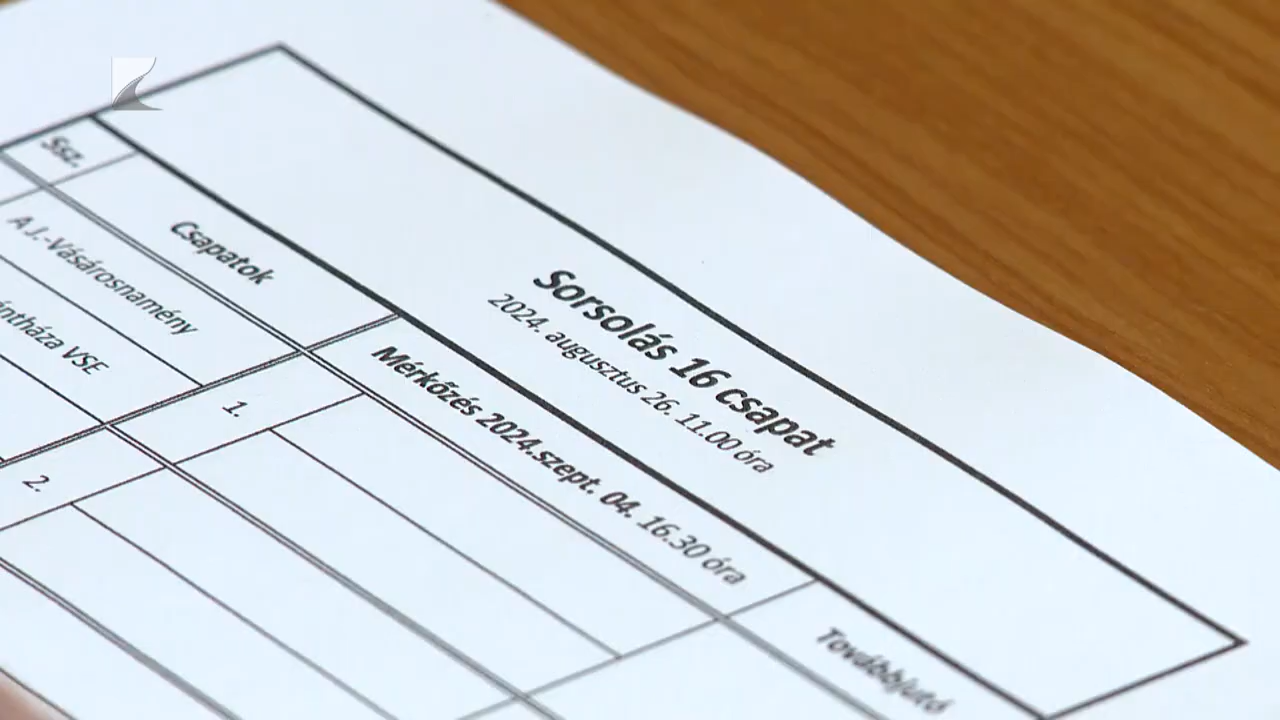 Sorsolás 16 csapat
2024. augusztus 26. 11.00 óra
Ssz.
Csapatok
Mérkőzés 2024.szept. 04. 16.30 óra
Továbbjutó
A J.-Vásárosnamény
1.
VSE
2.